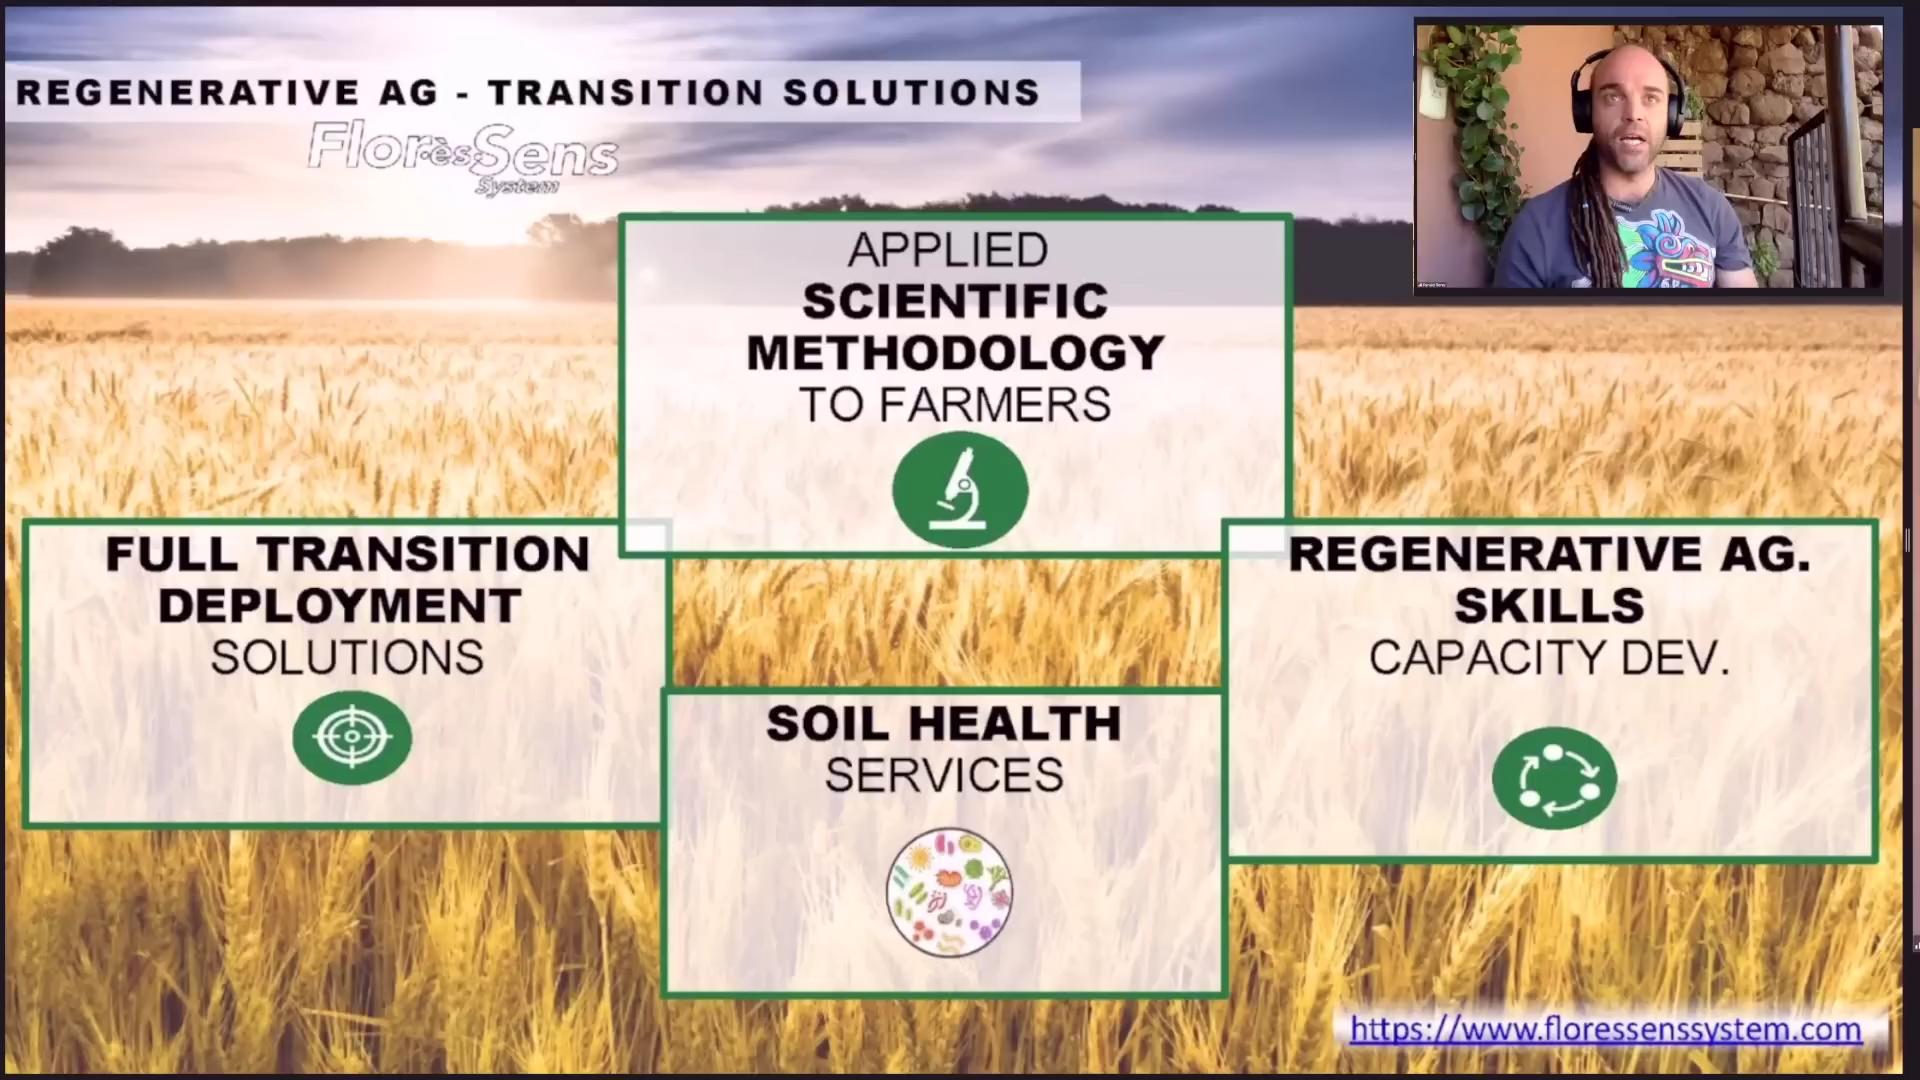 REGENERATIVE AG - TRANSITION SOLUTIONS
FlorèsSens
System
APPLIED
SCIENTIFIC
METHODOLOGY
TO FARMERS
FULL TRANSITION
DEPLOYMENT
SOLUTIONS
SOIL HEALTH
SERVICES
REGENERATIVE AG.
SKILLS
CAPACITY DEV.
https://www.floressenssystem.com